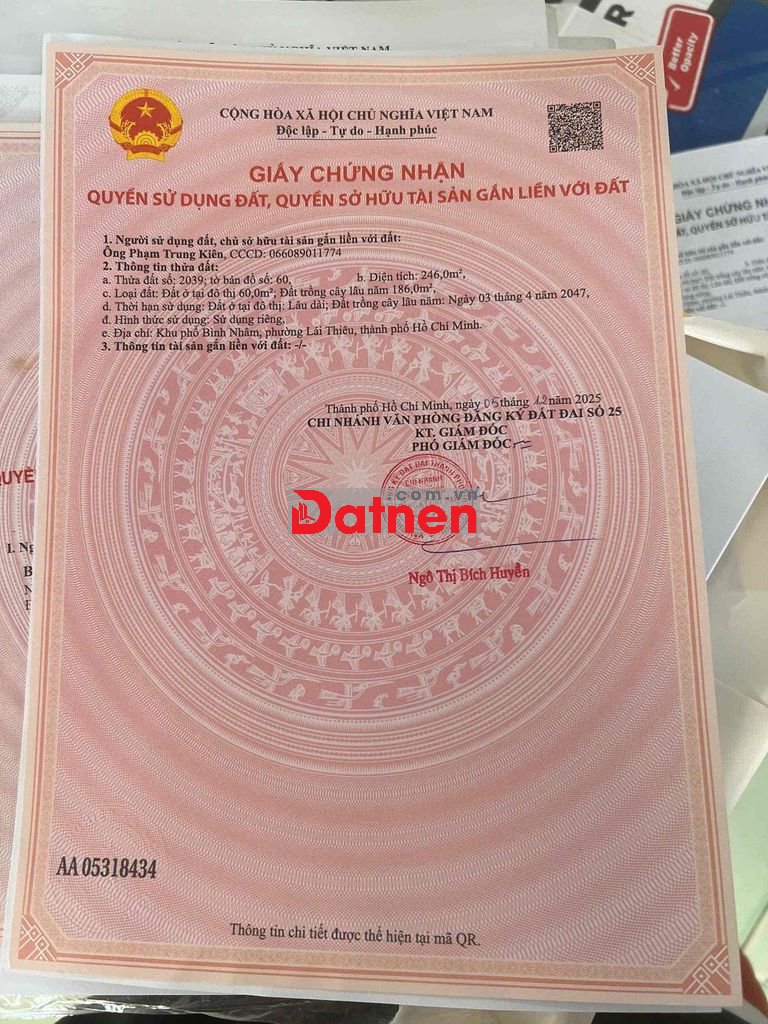 CỘNG HÒA XÃ HỘI CHỦ NGHĨA VIỆT NAM
Độc lập - Tự do - Hạnh phúc
GIẤY CHỨNG NHẬN
QUYỀN SỬ DỤNG ĐẤT, QUYỀN SỞ HỮU TÀI SẢN GẮN LIỀN VỚI ĐẤT
1. Người sử dụng đất, chủ sở hữu tài sản gắn liền với đất:
Ông Phạm Trung Kiên, CCCD: 066089011774
2. Thông tin thửa đất:
a. Thửa đất số: 2039; tờ bản đồ số: 60, b. Diện tích: 246,0m²,
c. Loại đất: Đất ở tại đô thị 60,0m²; Đất trồng cây lâu năm 186,0m²;
d. Thời hạn sử dụng: Đất ở tại đô thị: Lâu dài; Đất trồng cây lâu năm: Ngày 03 tháng 4 năm 2047,
đ. Hình thức sử dụng: Sử dụng riêng,
e. Địa chỉ: Khu phố Bình Nhâm, phường Lái Thiêu, thành phố Hồ Chí Minh.
3. Thông tin tài sản gắn liền với đất: -/-
Thành phố Hồ Chí Minh, ngày 05 tháng 12 năm 2025
CHI NHÁNH VĂN PHÒNG ĐĂNG KÝ ĐẤT ĐAI SỐ 25
KT. GIÁM ĐỐC
PHÓ GIÁM ĐỐC
CHI NHÁNH
.com.vn
Datnen
Ngô Thị Bích Huyền
AA 05318434
Thông tin chi tiết được thể hiện tại mã QR.
Better
Opacity
GIẤY CHỨNG
1. Ng